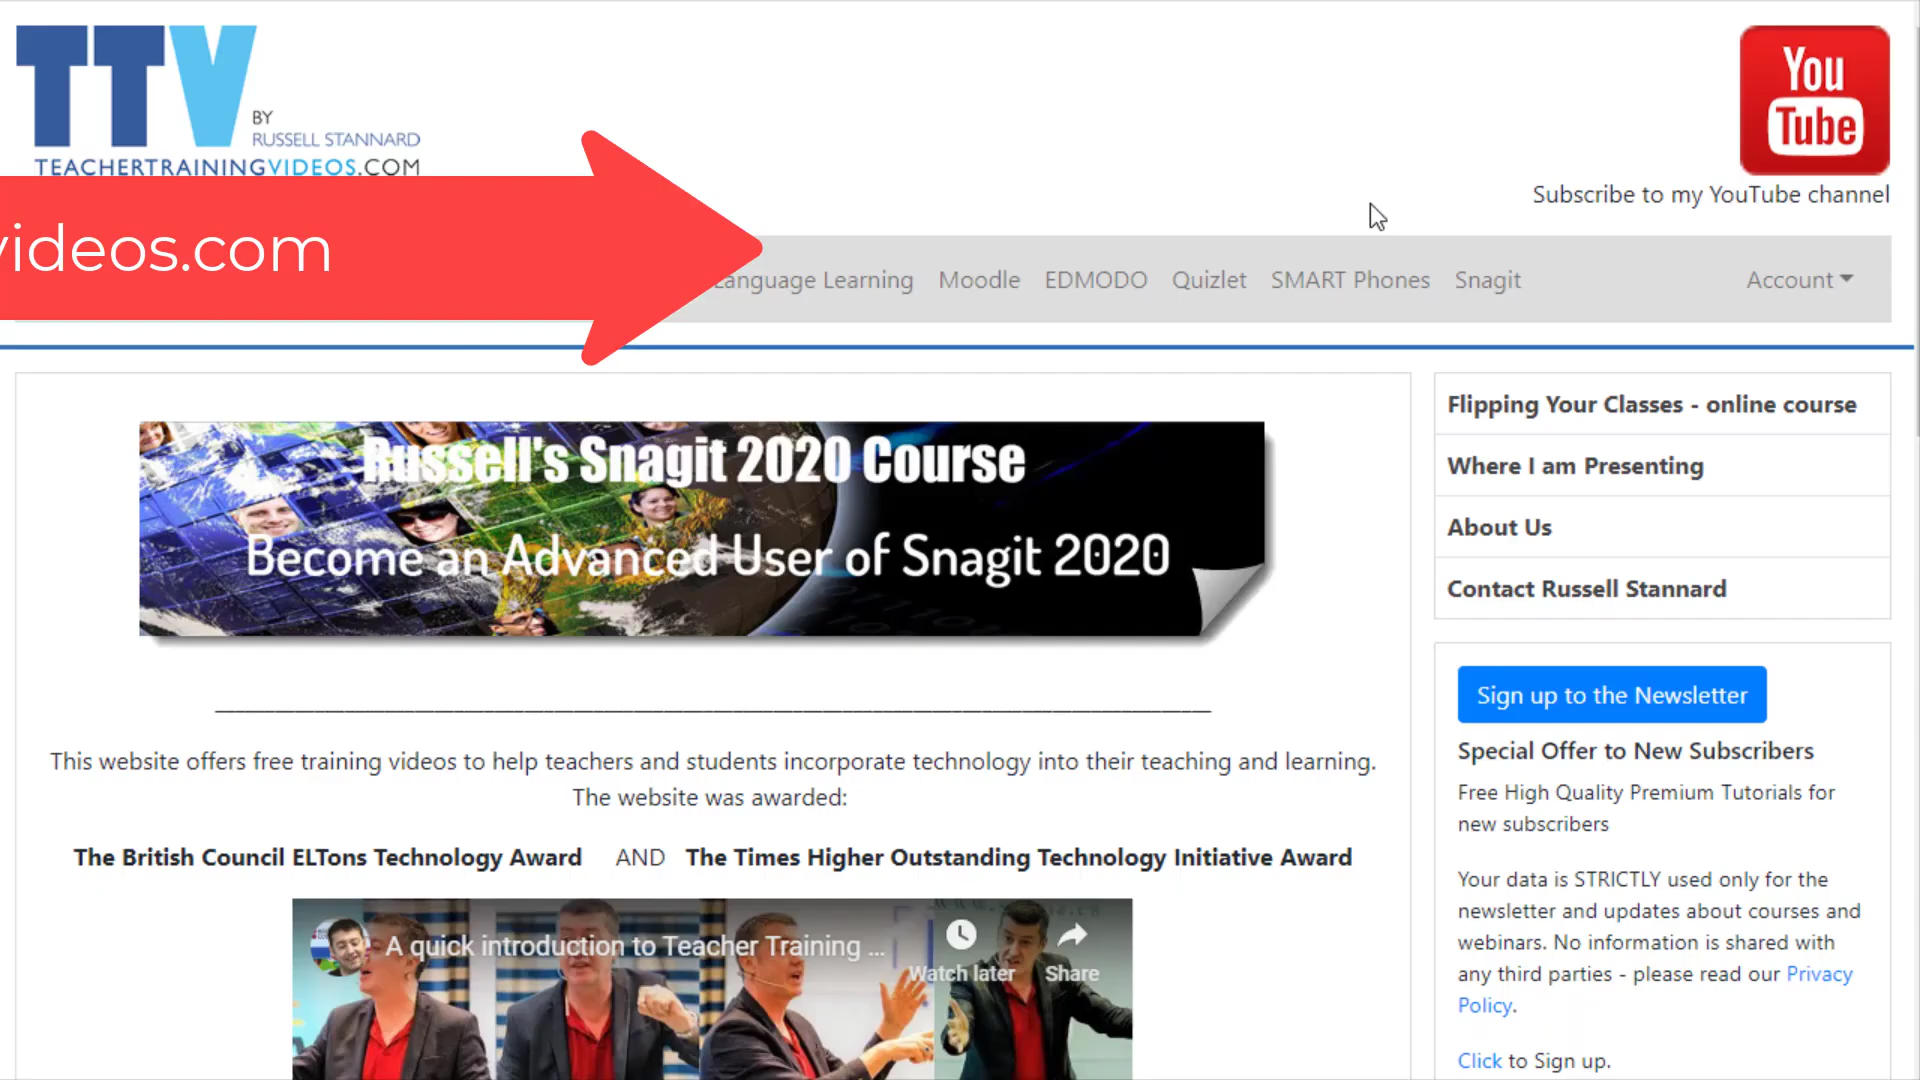 TTV
BY
RUSSELL STANNARD
TEACHERTRAININGVIDEOS.COM
You
Tube
Subscribe to my YouTube channel
videos.com
Language Learning Moodle EDMODO Quizlet SMART Phones Snagit Account
Russell's Snagit 2020 Course
Become an Advanced User of Snagit 2020
This website offers free training videos to help teachers and students incorporate technology into their teaching and learning.
The website was awarded:
The British Council ELTons Technology Award AND The Times Higher Outstanding Technology Initiative Award
A quick introduction to Teacher Training ...
Watch later Share
Flipping Your Classes - online course
Where I am Presenting
About Us
Contact Russell Stannard
Sign up to the Newsletter
Special Offer to New Subscribers
Free High Quality Premium Tutorials for
new subscribers
Your data is STRICTLY used only for the
newsletter and updates about courses and
webinars. No information is shared with
any third parties - please read our Privacy
Policy.
Click to Sign up.